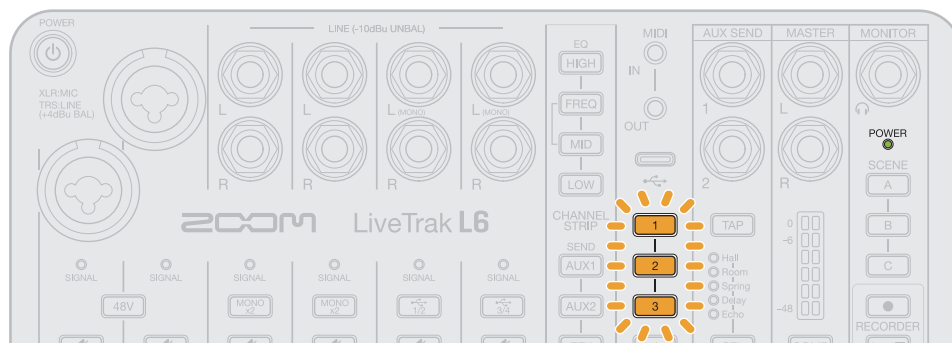 POWER
LINE (-10dBu UNBAL)
MIDI
AUX SEND
MASTER
MONITOR
EQ
HIGH
IN
XLR:MIC
TRS:LINE
(+4dBu BAL)
L
L
L (MONO)
L (MONO)
FREQ
1
L
OUT
POWER
MID
SCENE
R
R
R
R
LOW
2
R
A
ZOOM LiveTrak L6
CHANNEL
STRIP
1
TAP
0
B
-6
SEND
SIGNAL
SIGNAL
SIGNAL
SIGNAL
SIGNAL
SIGNAL
AUX1
2
Hall
Room
Spring
Delay
Echo
C
48V
MONO
x2
MONO
x2
1/2
3/4
AUX2
3
-48
RECORDER